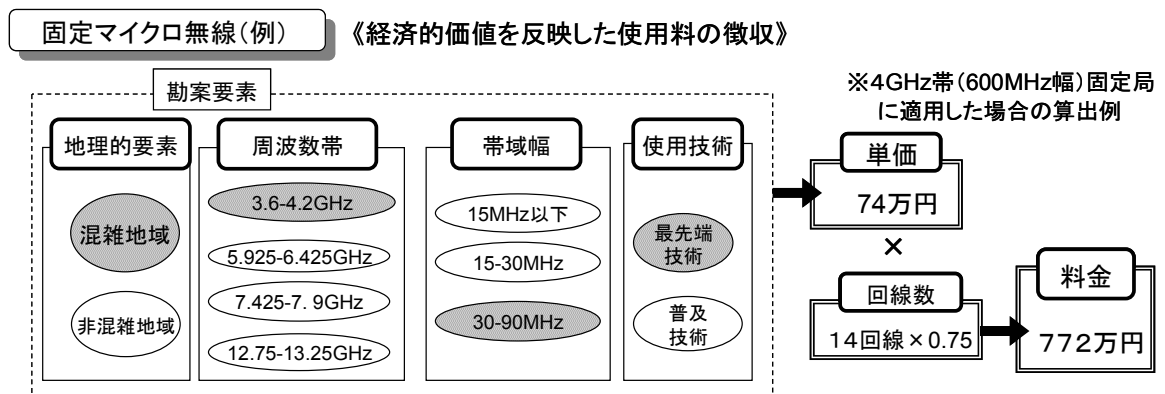 固定マイクロ無線（例）
《経済的価値を反映した使用料の徴収》
勘案要素
※4GHz帯（600MHz幅）固定局
に適用した場合の算出例
地理的要素
混雑地域
非混雑地域
周波数帯
3.6-4.2GHz
5.925-6.425GHz
7.425-7. 9GHz
12.75-13.25GHz
帯域幅
15MHz以下
15-30MHz
30-90MHz
使用技術
最先端
技術
普及
技術
単価
74万円
×
回線数
１４回線×0.75
料金
７７２万円